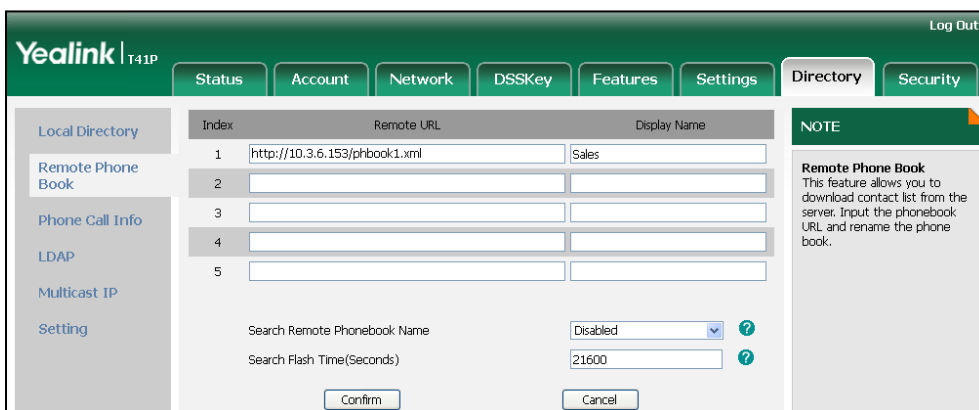 Log Out
Yealink T41P
Status Account Network DSSKey Features Settings Directory Security
Local Directory
Remote Phone
Book
Phone Call Info
LDAP
Multicast IP
Setting
Index Remote URL Display Name
1 http://10.3.6.153/phbook1.xml Sales
2
3
4
5
Search Remote Phonebook Name Disabled ?
Search Flash Time(Seconds) 21600 ?
Confirm Cancel
NOTE
Remote Phone Book
This feature allows you to
download contact list from the
server. Input the phonebook
URL and rename the phone
book.